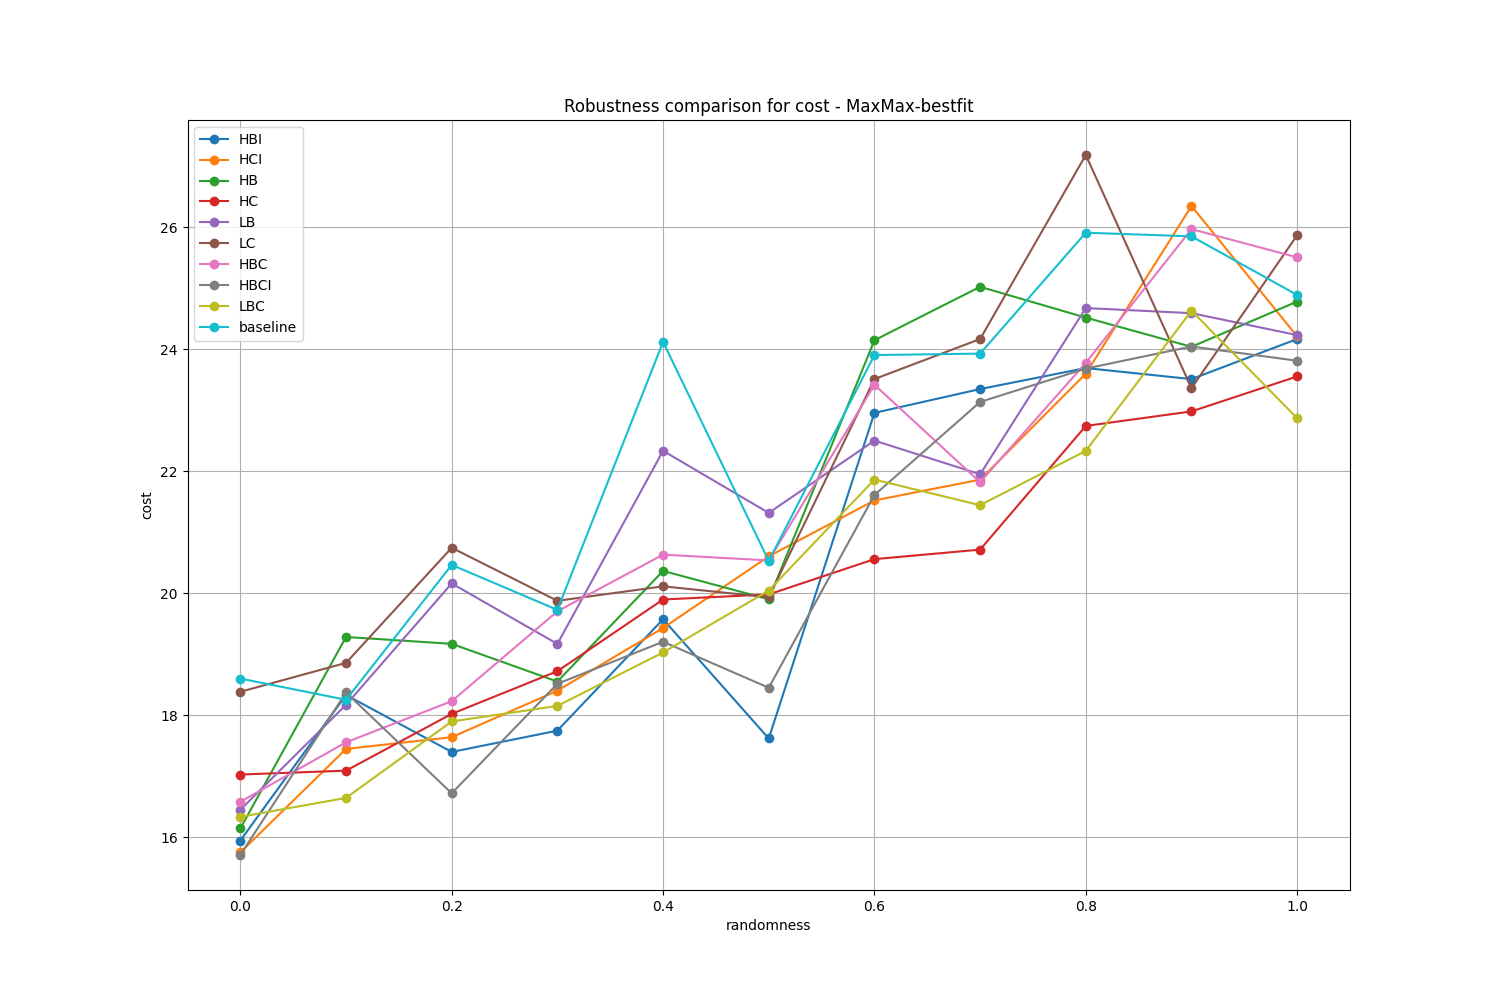 Robustness comparison for cost - MaxMax-bestfit
HBI
HCI
HB
HC
LB
LC
HBC
HBCI
LBC
baseline
26
24
22
20
18
16
cost
0.0 0.2 0.4 0.6 0.8 1.0
randomness